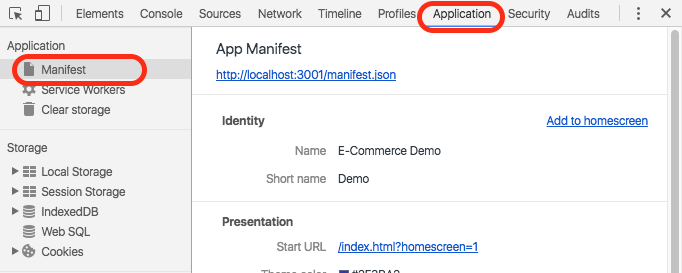 Elements Console Sources Network Timeline Profiles Application Security Audits
Application
Manifest
Service Workers
Clear storage
Storage
Local Storage
Session Storage
IndexedDB
Web SQL
Cookies
App Manifest
http://localhost:3001/manifest.json
Identity Add to homescreen
Name E-Commerce Demo
Short name Demo
Presentation
Start URL /index.html?homescreen=1
Theme color